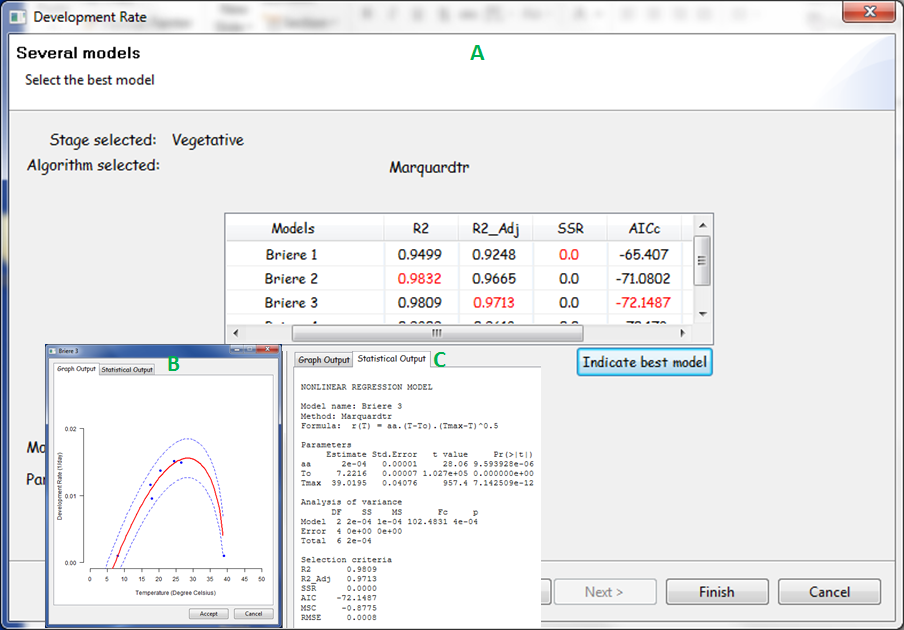 Development Rate
A
Several models
Select the best model
Stage selected: Vegetative
Algorithm selected: Marquardtr
Models R2 R2_Adj SSR AICc
Briere 1 0.9499 0.9248 0.0 -65.407
Briere 2 0.9832 0.9665 0.0 -71.0802
Briere 3 0.9809 0.9713 0.0 -72.1487
Indicate best model
Briere 3
Graph Output Statistical Output B
Development Rate (1/day)
0.02
0.01
0.00
0 5 10 15 20 25 30 35 40 45 50
Temperature (Degree Celsius)
Accept Cancel
Graph Output Statistical Output C
NONLINEAR REGRESSION MODEL
Model name: Briere 3
Method: Marquardtr
Formula: r(T) = aa.(T-To).(Tmax-T)^0.5
Parameters
Estimate Std.Error t value Pr(>|t|)
aa 2e-04 0.00001 28.06 9.593928e-06
To 7.2216 0.00007 1.027e+05 0.000000e+00
Tmax 39.0195 0.04076 957.4 7.142509e-12
Analysis of variance
DF SS MS Fc p
Model 2 2e-04 1e-04 102.4831 4e-04
Error 4 0e+00 0e+00
Total 6 2e-04
Selection criteria
R2 0.9809
R2_Adj 0.9713
SSR 0.0000
AIC -72.1487
MSC -0.8775
RMSE 0.0008
Next > Finish Cancel